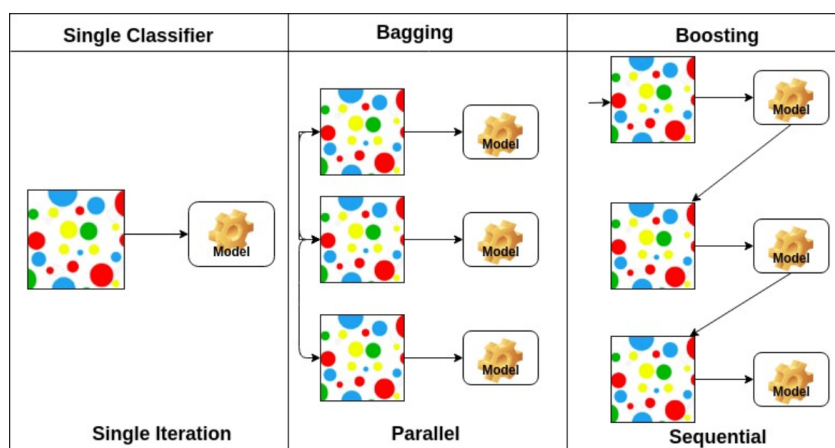 Single Classifier
Bagging
Boosting
Model
Model
Model
Model
Model
Model
Model
Single Iteration
Parallel
Sequential